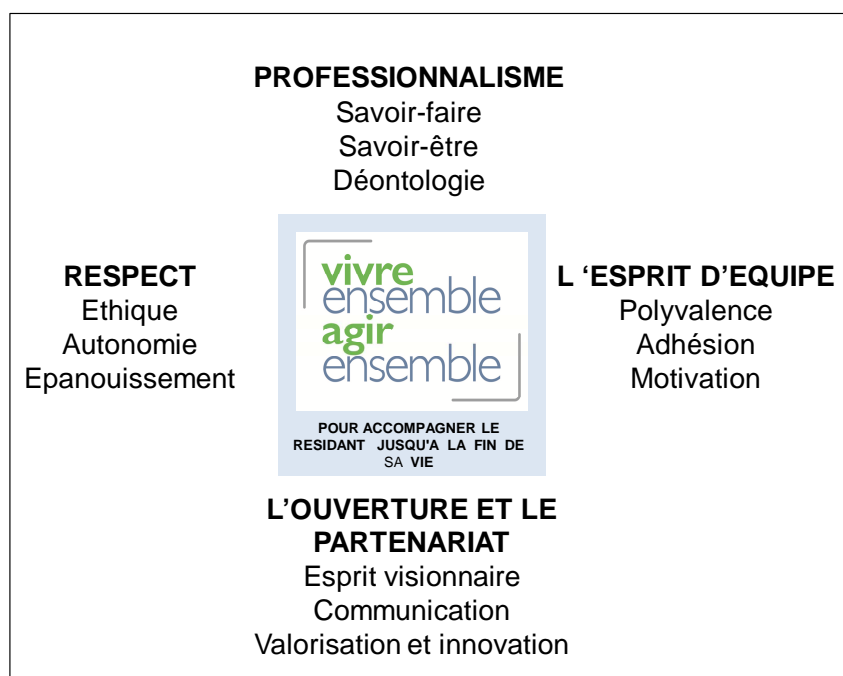 PROFESSIONNALISME
Savoir-faire
Savoir-être
Déontologie
RESPECT
Ethique
Autonomie
Epanouissement
vivre
ensemble
agir
ensemble
POUR ACCOMPAGNER LE
RESIDANT JUSQU'A LA FIN DE
SA VIE
L ‘ESPRIT D’EQUIPE
Polyvalence
Adhésion
Motivation
L’OUVERTURE ET LE
PARTENARIAT
Esprit visionnaire
Communication
Valorisation et innovation